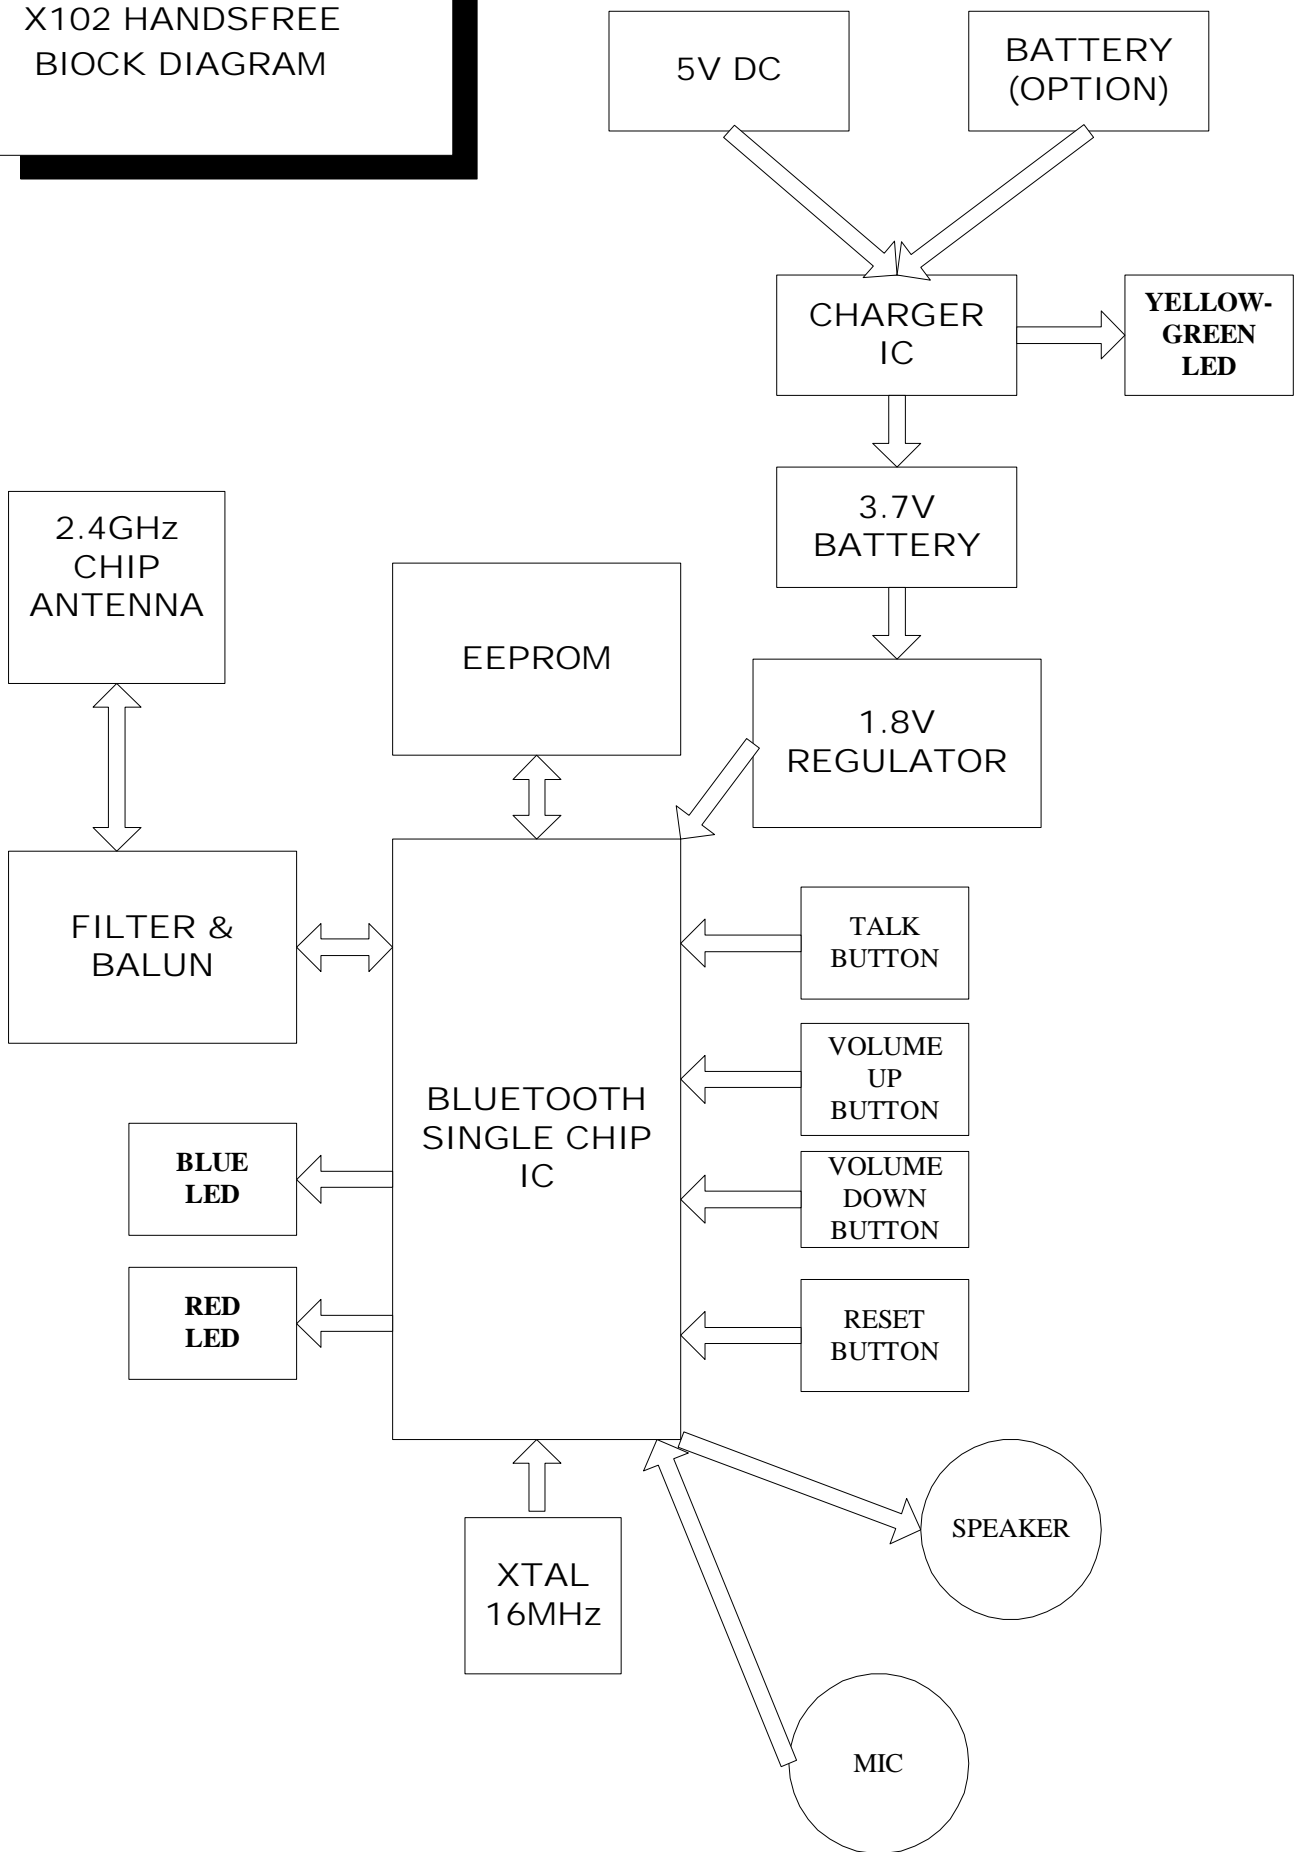 X102 HANDSFREE
BIOCK DIAGRAM
5V DC
BATTERY
(OPTION)
CHARGER
IC
YELLOW-
GREEN
LED
3.7V
BATTERY
2.4GHz
CHIP
ANTENNA
EEPROM
1.8V
REGULATOR
FILTER &
BALUN
BLUETOOTH
SINGLE CHIP
IC
TALK
BUTTON
VOLUME
UP
BUTTON
VOLUME
DOWN
BUTTON
RESET
BUTTON
BLUE
LED
RED
LED
XTAL
16MHz
SPEAKER
MIC